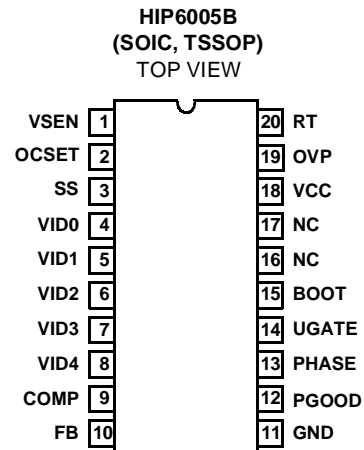 HIP6005B
(SOIC, TSSOP)
TOP VIEW
VSEN 1 20 RT
OCSET 2 19 OVP
SS 3 18 VCC
VID0 4 17 NC
VID1 5 16 NC
VID2 6 15 BOOT
VID3 7 14 UGATE
VID4 8 13 PHASE
COMP 9 12 PGOOD
FB 10 11 GND